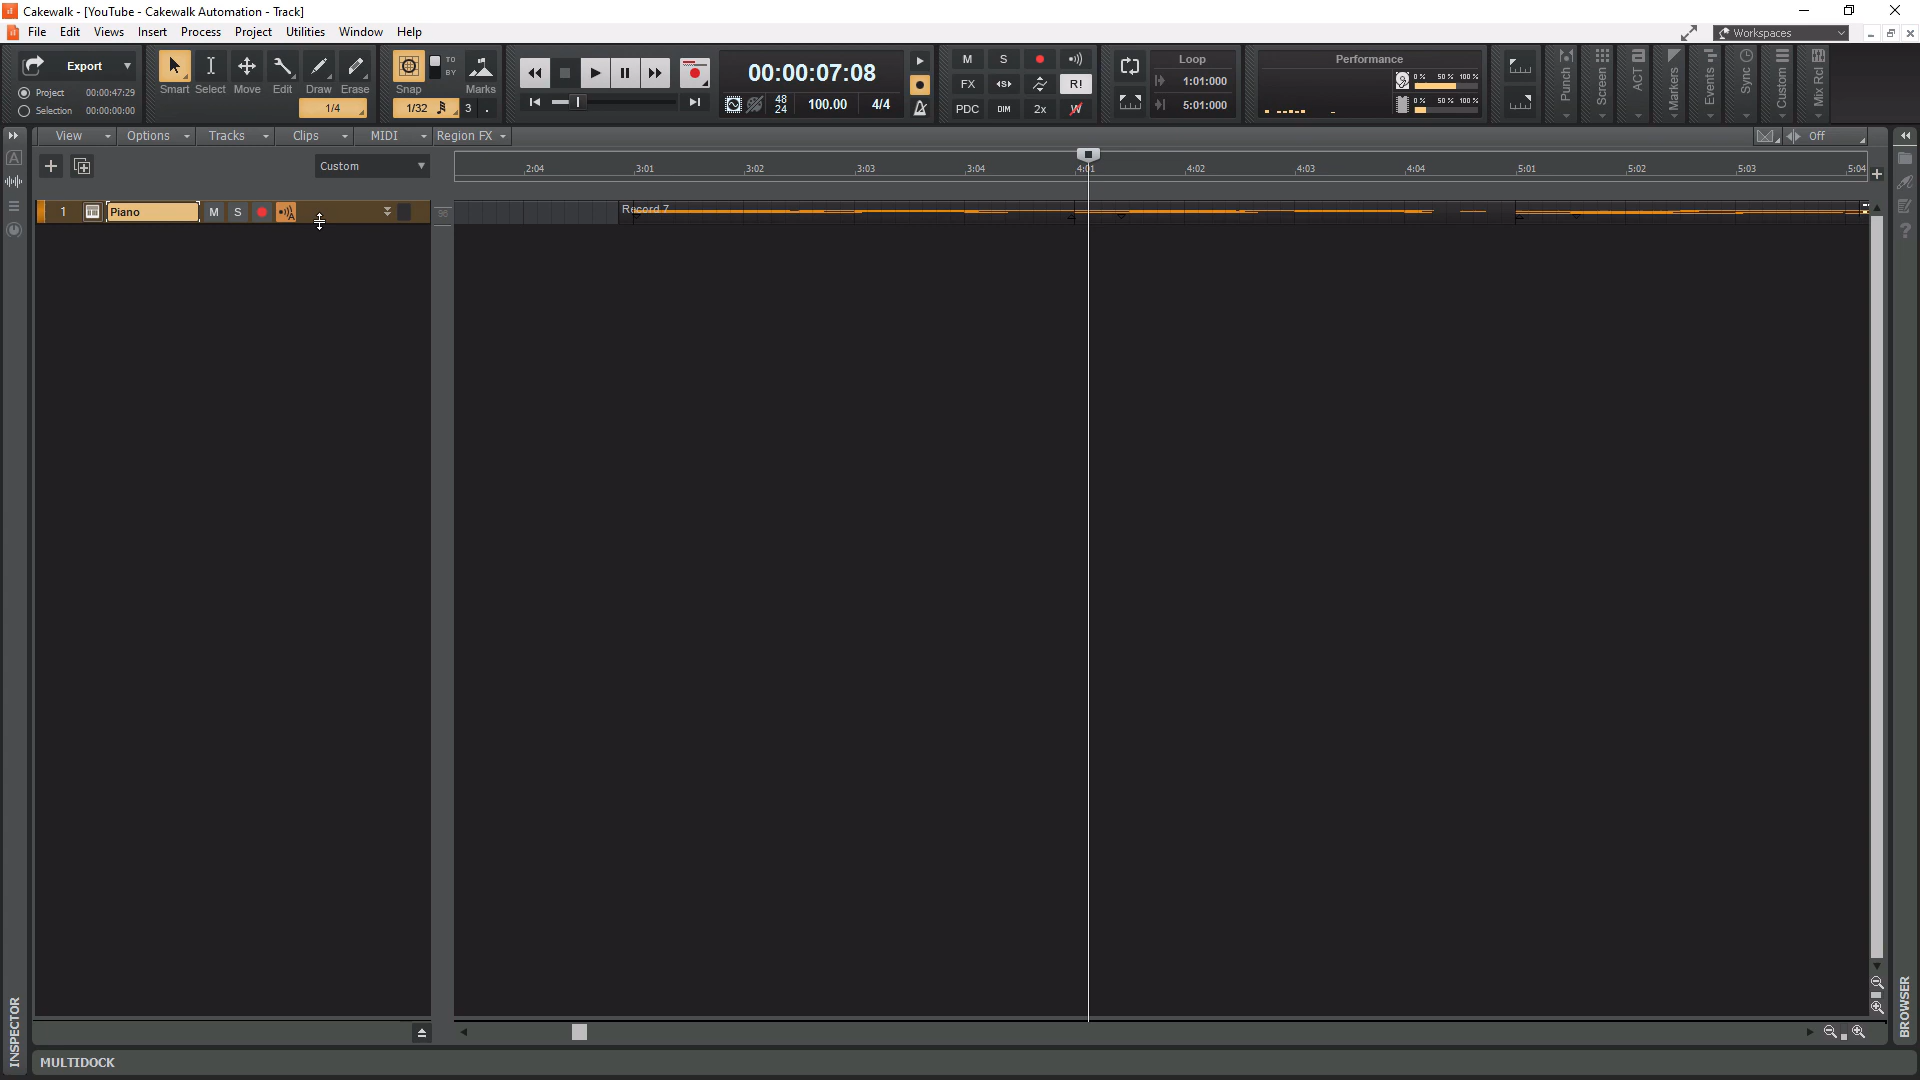 Cakewalk - [YouTube - Cakewalk Automation - Track]
File Edit Views Insert Process Project Utilities Window Help
Workspaces
Export
Project 00:00:47:29
Selection 00:00:00:00
Smart Select Move Edit Draw Erase
1/4
Snap
TO
BY
Marks
1/32 3 .
00:00:07:08
48
24
100.00 4/4
M S
FX R!
PDC DIM 2x W
Loop
1:01:000
5:01:000
Performance
0% 50% 100%
0% 50% 100%
Punch
Screen
ACT
Markers
Events
Sync
Custom
Mix Rcl
View Options Tracks Clips MIDI Region FX
Off
Custom
2:04 3:01 3:02 3:03 3:04 4:01 4:02 4:03 4:04 5:01 5:02 5:03 5:04
1 Piano M S A
96
Record 7
INSPECTOR
BROWSER
MULTIDOCK